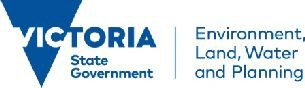 VICTORIA
State
Government
Environment,
Land, Water
and Planning